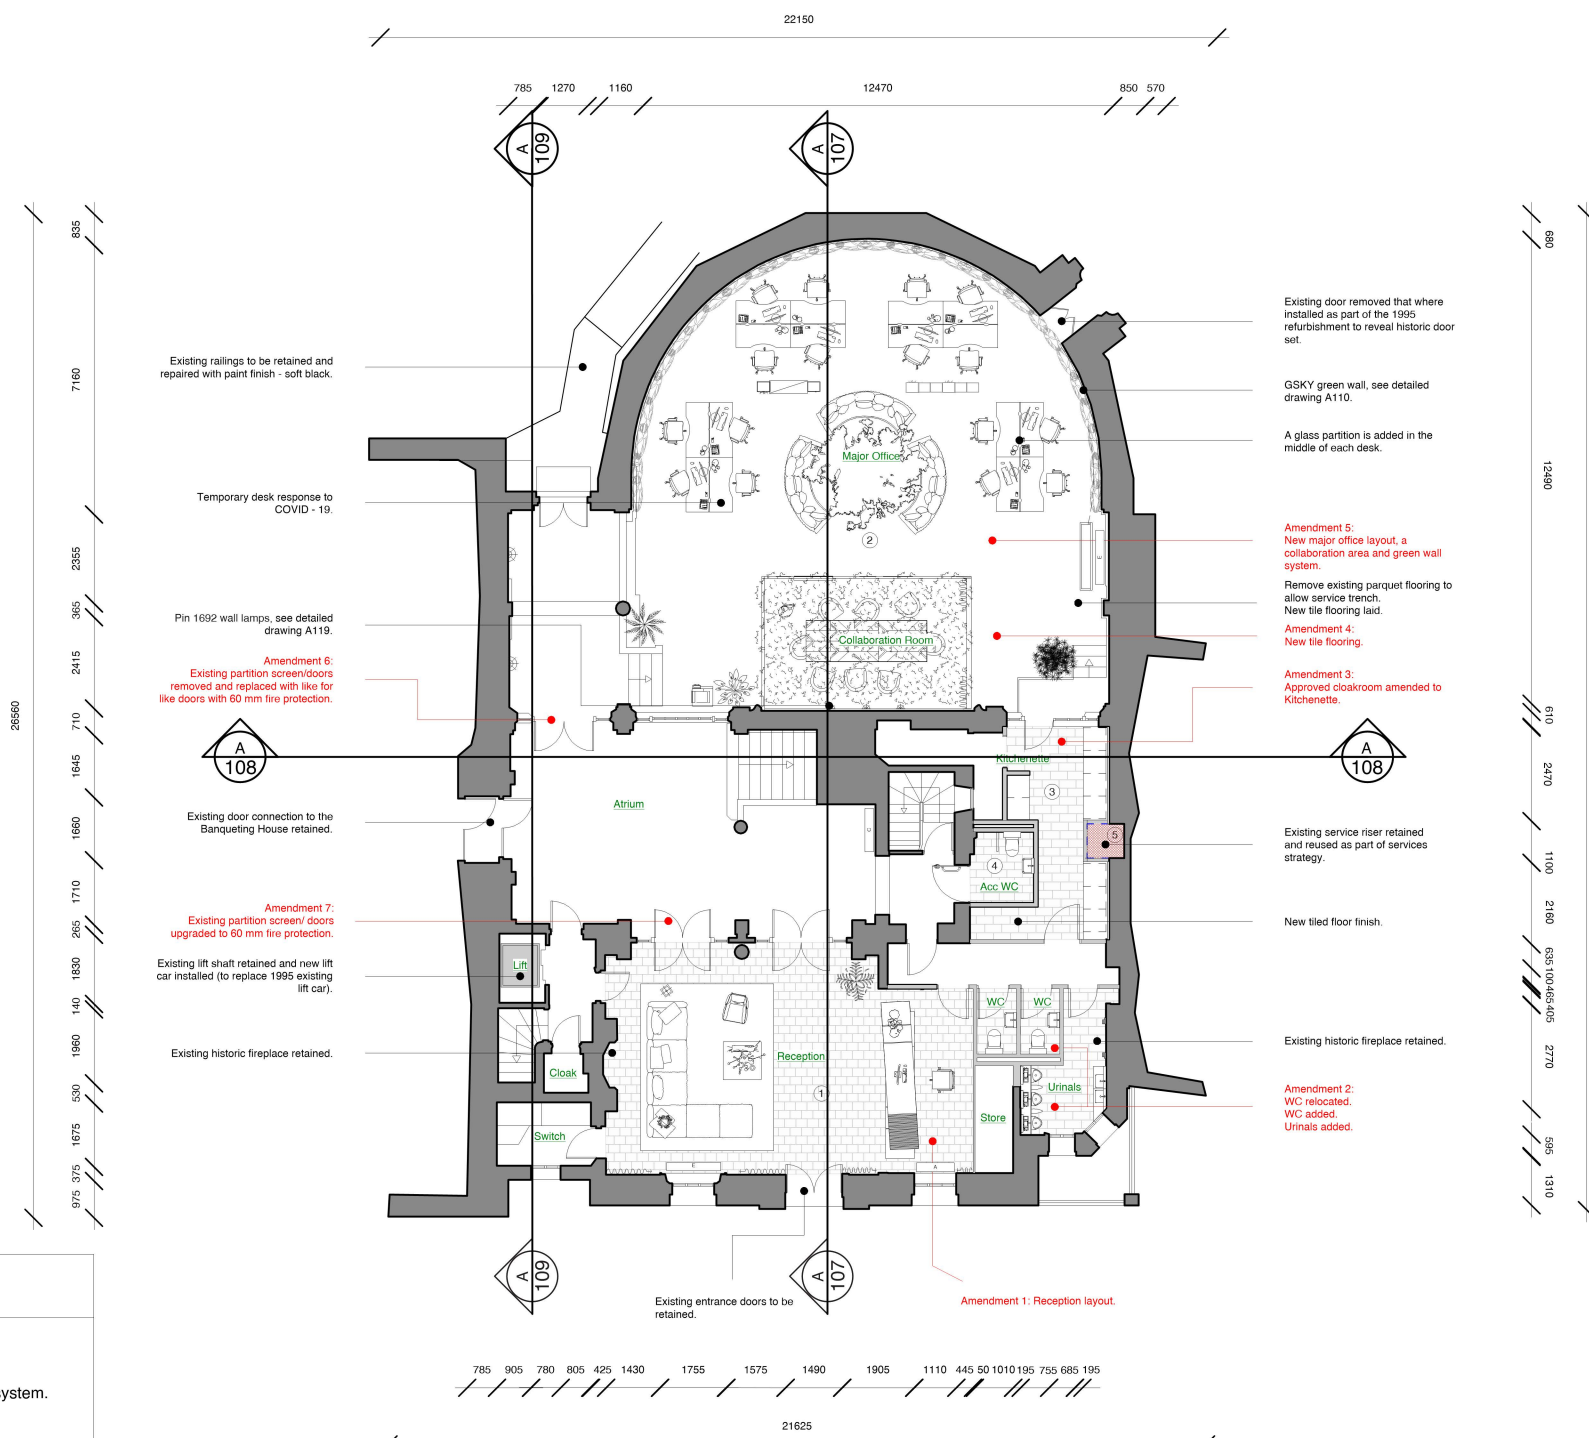 22150
785 1270 1160 12470 850 570
A
109
A
107
835
7160
2355
365
2415
710
1645
1660
1710
265
1830
140
1960
530
1675
375
975
26960
680
12490
610
2470
1100
2160
635
100
465
405
2770
595
1310
Existing railings to be retained and
repaired with paint finish - soft black.
Temporary desk response to
COVID - 19.
Pin 1692 wall lamps, see detailed
drawing A119.
Amendment 6:
Existing partition screen/doors
removed and replaced with like for
like doors with 60 mm fire protection.
A
108
Existing door connection to the
Banqueting House retained.
Amendment 7:
Existing partition screen/ doors
upgraded to 60 mm fire protection.
Existing lift shaft retained and new lift
car installed (to replace 1995 existing
lift car).
Existing historic fireplace retained.
Major Office
2
E
Collaboration Room
Kitchenette
3
Atrium
C
5
4
Acc WC
Lift
WC
WC
Reception
Cloak
Urinals
1
Store
Switch
E
A
Existing door removed that where
installed as part of the 1995
refurbishment to reveal historic door
set.
GSKY green wall, see detailed
drawing A110.
A glass partition is added in the
middle of each desk.
Amendment 5:
New major office layout, a
collaboration area and green wall
system.
Remove existing parquet flooring to
allow service trench.
New tile flooring laid.
Amendment 4:
New tile flooring.
Amendment 3:
Approved cloakroom amended to
Kitchenette.
A
108
Existing service riser retained
and reused as part of services
strategy.
New tiled floor finish.
Existing historic fireplace retained.
Amendment 2:
WC relocated.
WC added.
Urinals added.
A
109
A
107
Existing entrance doors to be
retained.
Amendment 1: Reception layout.
785 905 780 805 425 1430 1755 1575 1490 1905 1110 445 50 1010 195 755 685 195
system.
21625